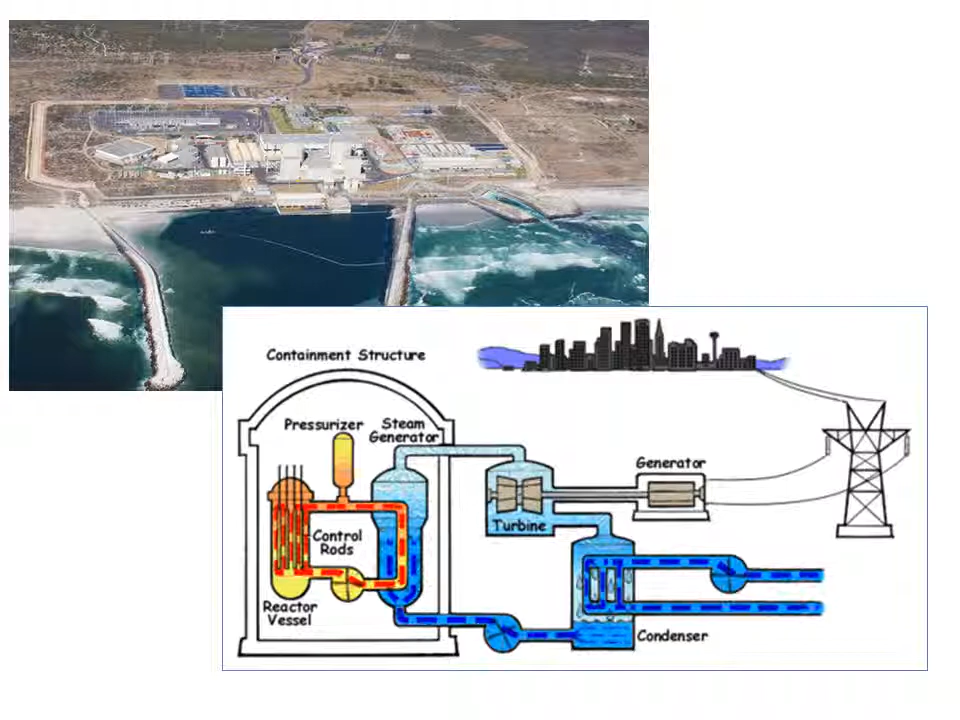 Containment Structure
Pressurizer
Steam
Generator
Control
Rods
Reactor
Vessel
Turbine
Generator
Condenser